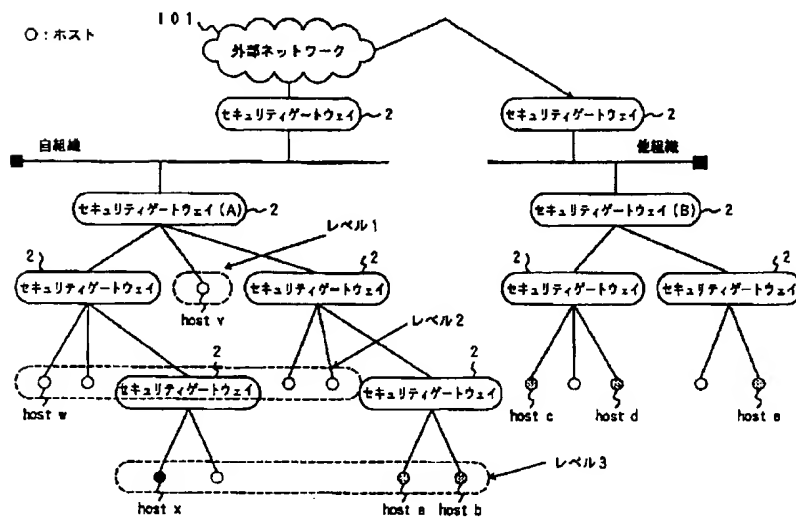 101
○:ホスト
外部ネットワーク
セキュリティゲートウェイ 2
セキュリティゲートウェイ 2
自組織
他組織
セキュリティゲートウェイ(A) 2
セキュリティゲートウェイ(B) 2
レベル1
2
セキュリティゲートウェイ
2
セキュリティゲートウェイ
2
セキュリティゲートウェイ
2
セキュリティゲートウェイ
host v
レベル2
2
セキュリティゲートウェイ
2
セキュリティゲートウェイ
host w
host c
host d
host e
レベル3
host x
host a
host b